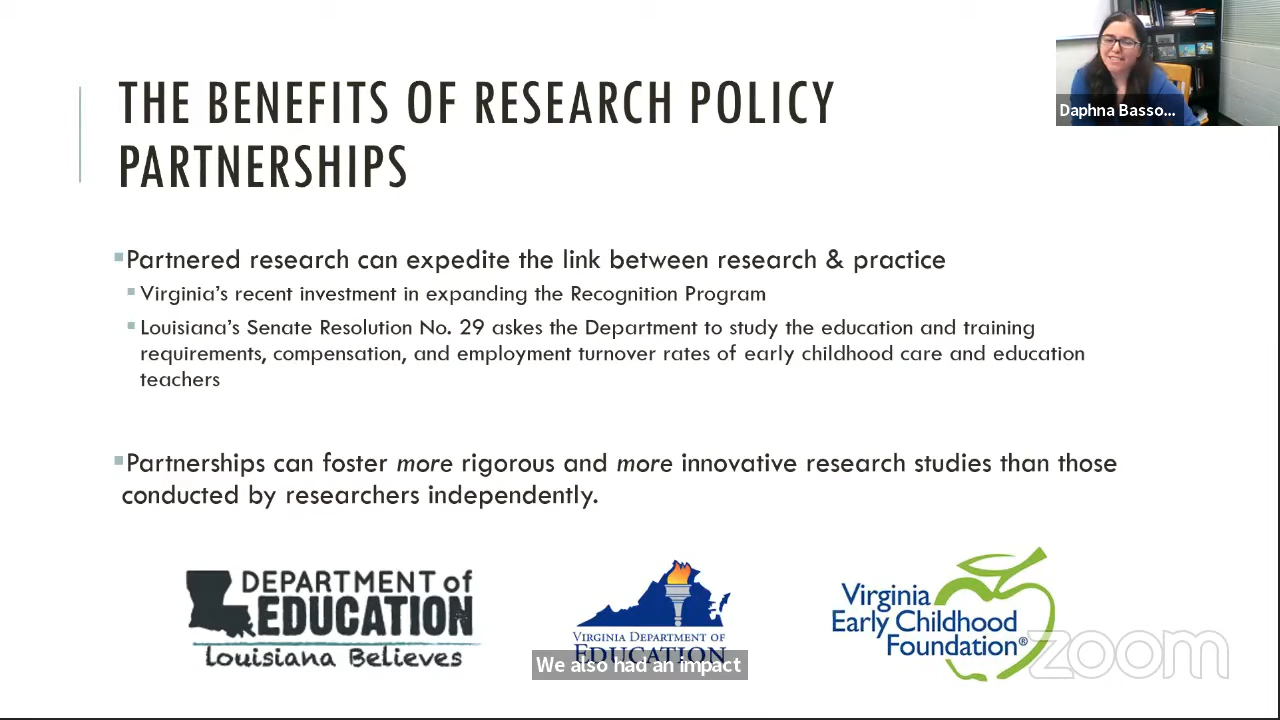 THE BENEFITS OF RESEARCH POLICY
PARTNERSHIPS
Daphna Basso...
Partnered research can expedite the link between research & practice
Virginia's recent investment in expanding the Recognition Program
Louisiana's Senate Resolution No. 29 askes the Department to study the education and training
requirements, compensation, and employment turnover rates of early childhood care and education
teachers
Partnerships can foster more rigorous and more innovative research studies than those
conducted by researchers independently.
DEPARTMENT of
EDUCATION
Louisiana Believes
VIRGINIA DEPARTMENT OF
EDUCATION
Virginia
Early Childhood
Foundation®
zoom
We also had an impact